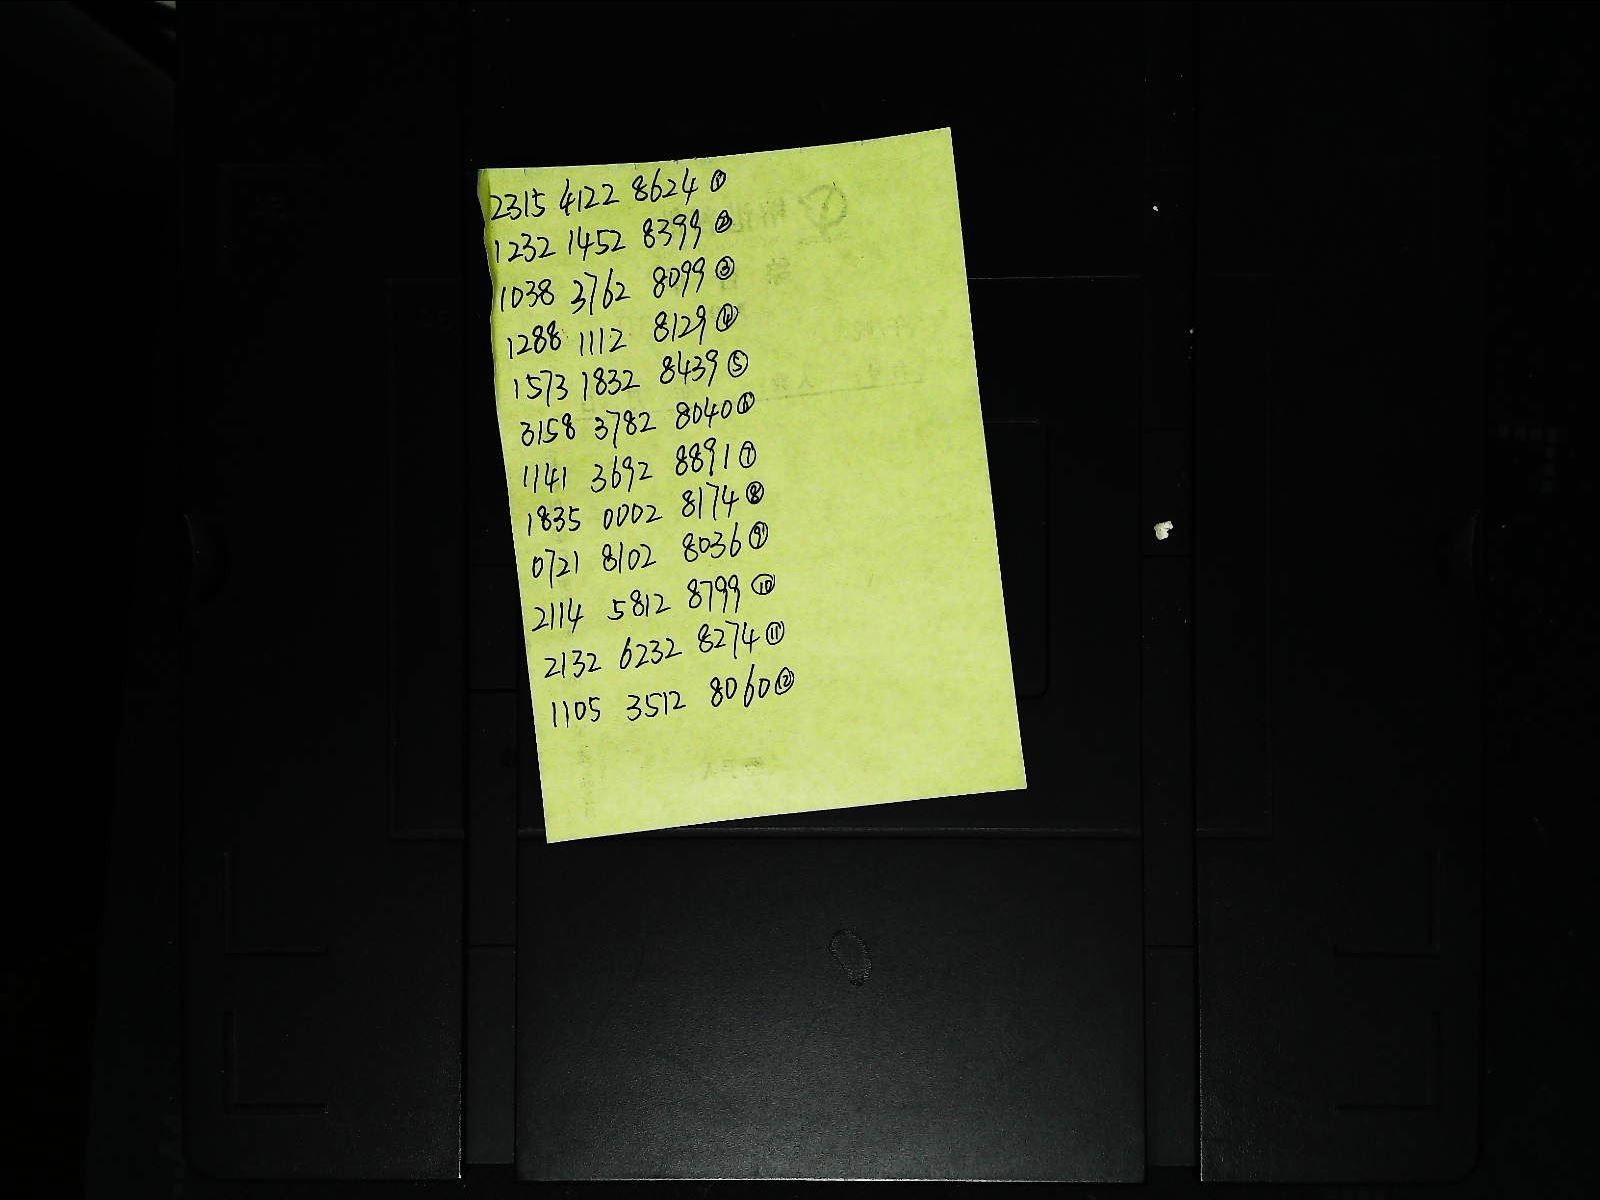 2315 4122 8624 ①
1232 1452 8399 ②
1038 3762 8099 ③
1288 1112 8129 ④
1573 1832 8439 ⑤
3158 3782 8040 ⑥
1141 3692 8891 ⑦
1835 0002 8174 ⑧
0721 8102 8036 ⑨
2114 5812 8799 ⑩
2132 6232 8274 ⑪
1105 3512 8060 ⑫